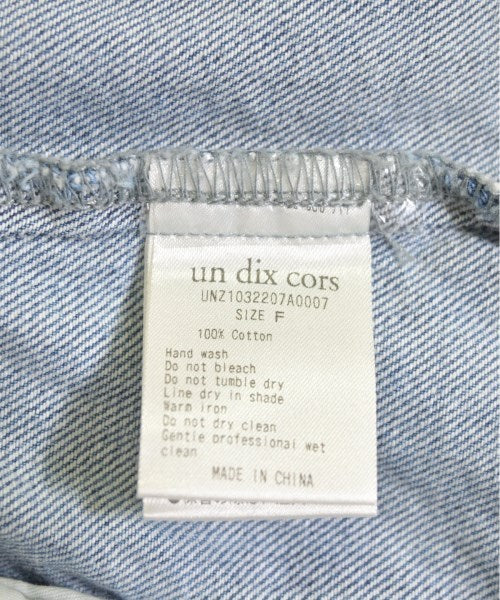 un dix cors
UNZ1032207A0007
SIZE F
100% Cotton
Hand wash
Do not bleach
Do not tumble dry
Line dry in shade
Warm iron
Do not dry clean
Gentle professional wet
clean
MADE IN CHINA